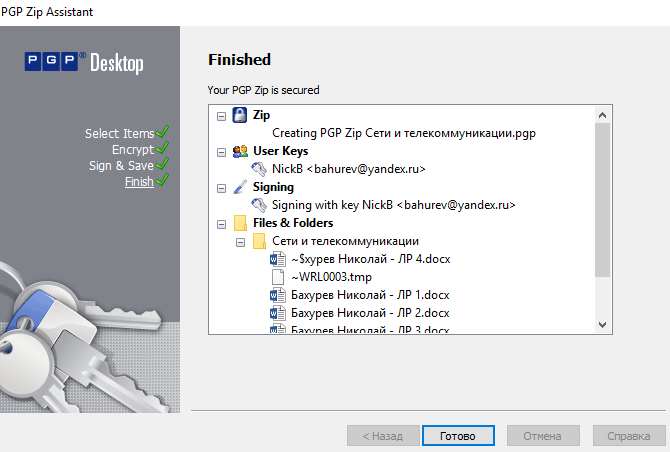 PGP Zip Assistant
PGP® Desktop
Select Items
Encrypt
Sign & Save
Finish
Finished
Your PGP Zip is secured
Zip
Creating PGP Zip Сети и телекоммуникации.pgp
User Keys
NickB <bahurev@yandex.ru>
Signing
Signing with key NickB <bahurev@yandex.ru>
Files & Folders
Сети и телекоммуникации
~$хурев Николай - ЛР 4.docx
~WRL0003.tmp
Бахурев Николай - ЛР 1.docx
Бахурев Николай - ЛР 2.docx
Бахурев Николай - ЛР 3.docx
< Назад
Готово
Отмена
Справка